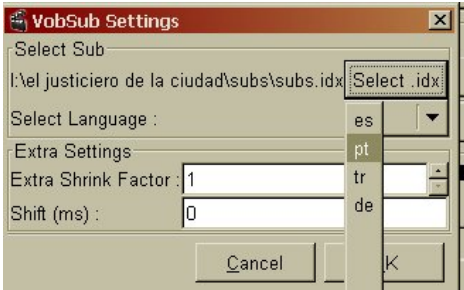 VobSub Settings
Select Sub
I:\el justiciero de la ciudad\subs\subs.idx Select .idx
Select Language : es
pt
Extra Settings
Extra Shrink Factor : 1 tr
Shift (ms) : 0 de
Cancel K